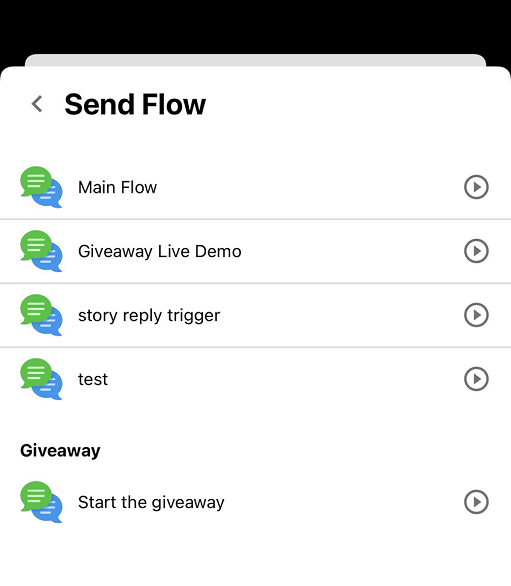 Send Flow
Main Flow
Giveaway Live Demo
story reply trigger
test
Giveaway
Start the giveaway